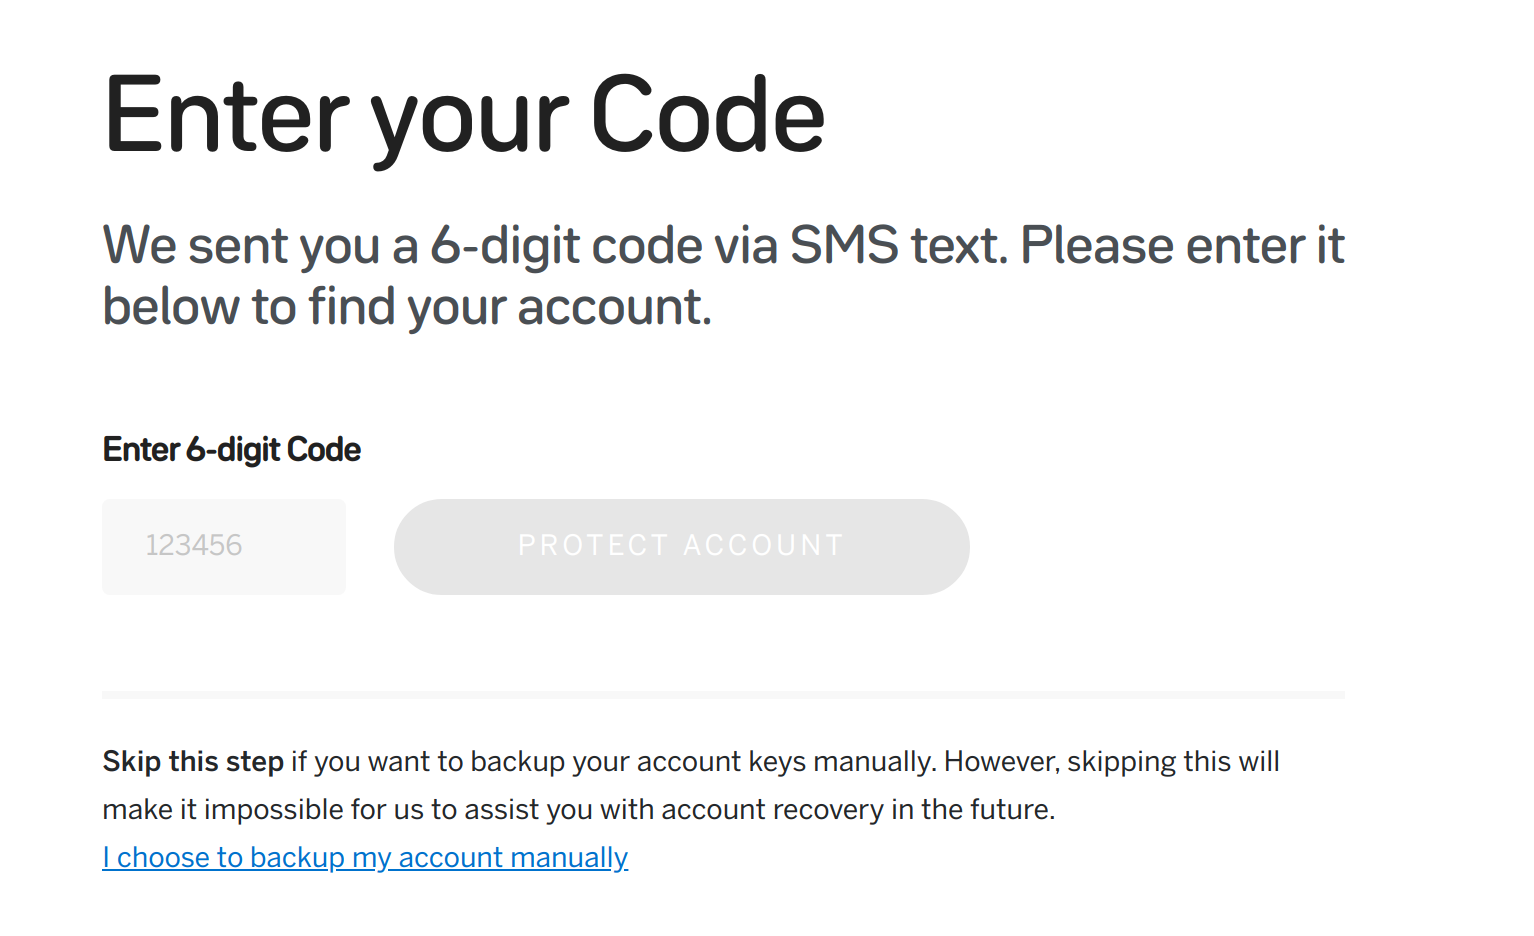 Enter your Code
We sent you a 6-digit code via SMS text. Please enter it
below to find your account.
Enter 6-digit Code
123456
PROTECT ACCOUNT
Skip this step if you want to backup your account keys manually. However, skipping this will
make it impossible for us to assist you with account recovery in the future.
I choose to backup my account manually